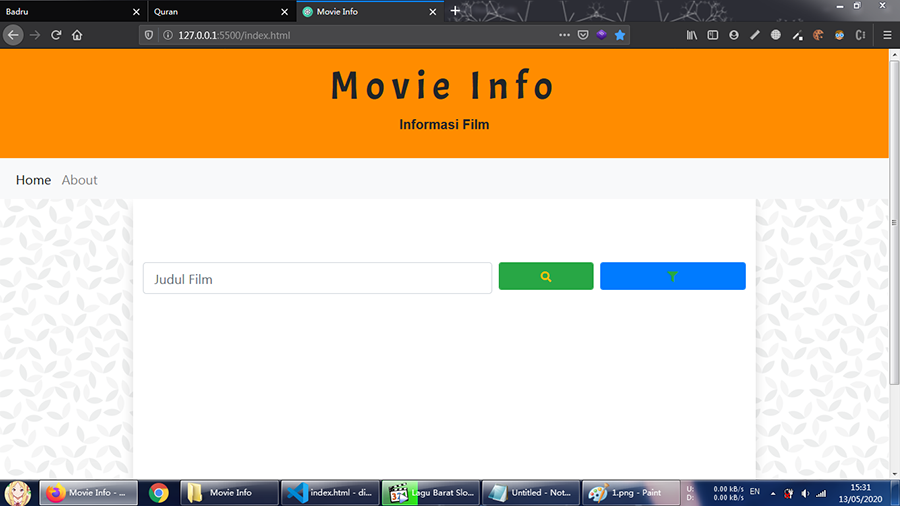 Badru
Quran
Movie Info
127.0.0.1:5500/index.html
Movie Info
Informasi Film
Home About
Judul Film
Movie Info - ...
Movie Info
index.html - di...
Lagu Barat Slo...
Untitled - Not...
1.png - Paint
U: 0.00 kB/s
D: 0.00 kB/s
EN
15:31
13/05/2020